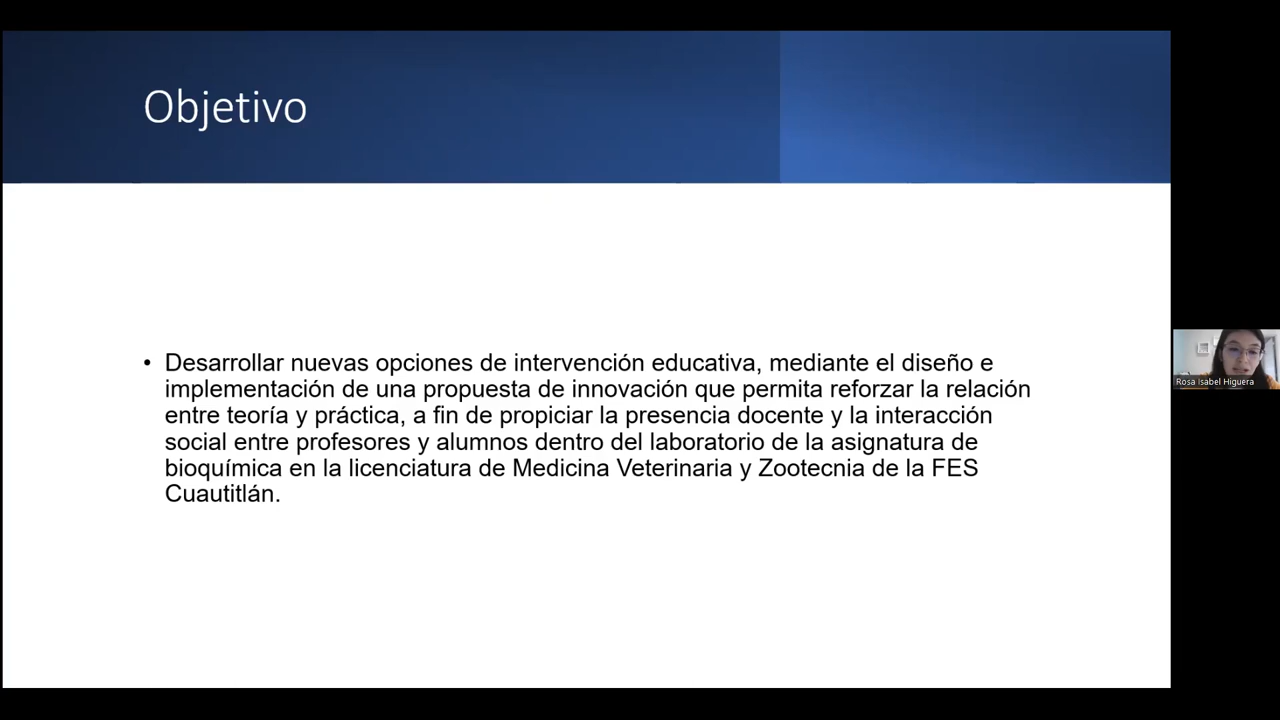 Objetivo
• Desarrollar nuevas opciones de intervención educativa, mediante el diseño e
implementación de una propuesta de innovación que permita reforzar la relación
entre teoría y práctica, a fin de propiciar la presencia docente y la interacción
social entre profesores y alumnos dentro del laboratorio de la asignatura de
bioquímica en la licenciatura de Medicina Veterinaria y Zootecnia de la FES
Cuautitlán.
Rosa Isabel Higuera